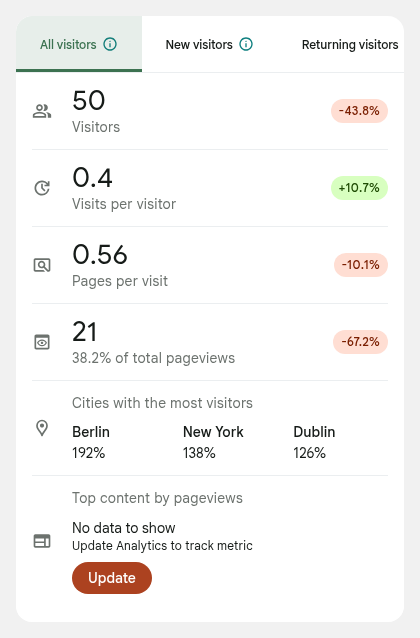 All visitors
New visitors
Returning visitors
50
-43.8%
Visitors
0.4
+10.7%
Visits per visitor
0.56
-10.1%
Pages per visit
21
-67.2%
38.2% of total pageviews
Cities with the most visitors
Berlin New York Dublin
192% 138% 126%
Top content by pageviews
No data to show
Update Analytics to track metric
Update